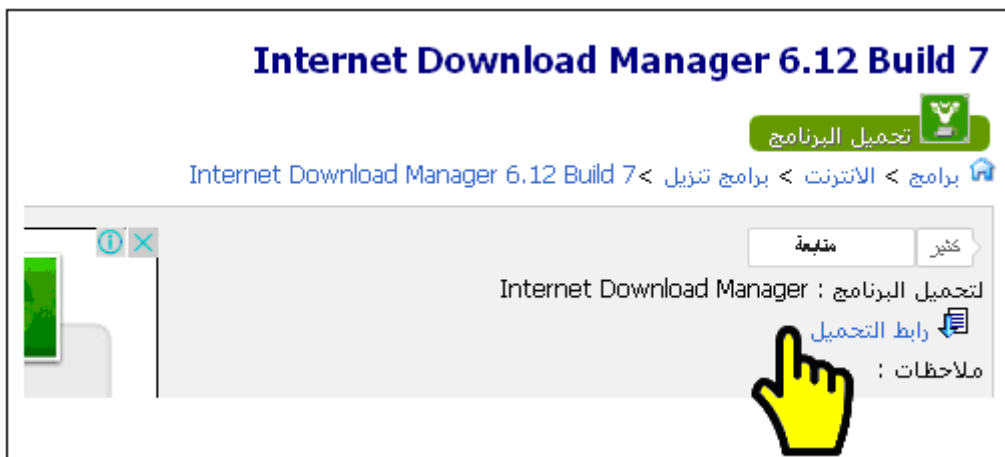 Internet Download Manager 6.12 Build 7
تحميل البرنامج
برامج > الانترنت > برامج تنزيل > Internet Download Manager 6.12 Build 7
كثير
متابعة
لتحميل البرنامج : Internet Download Manager
رابط التحميل
ملاحظات :